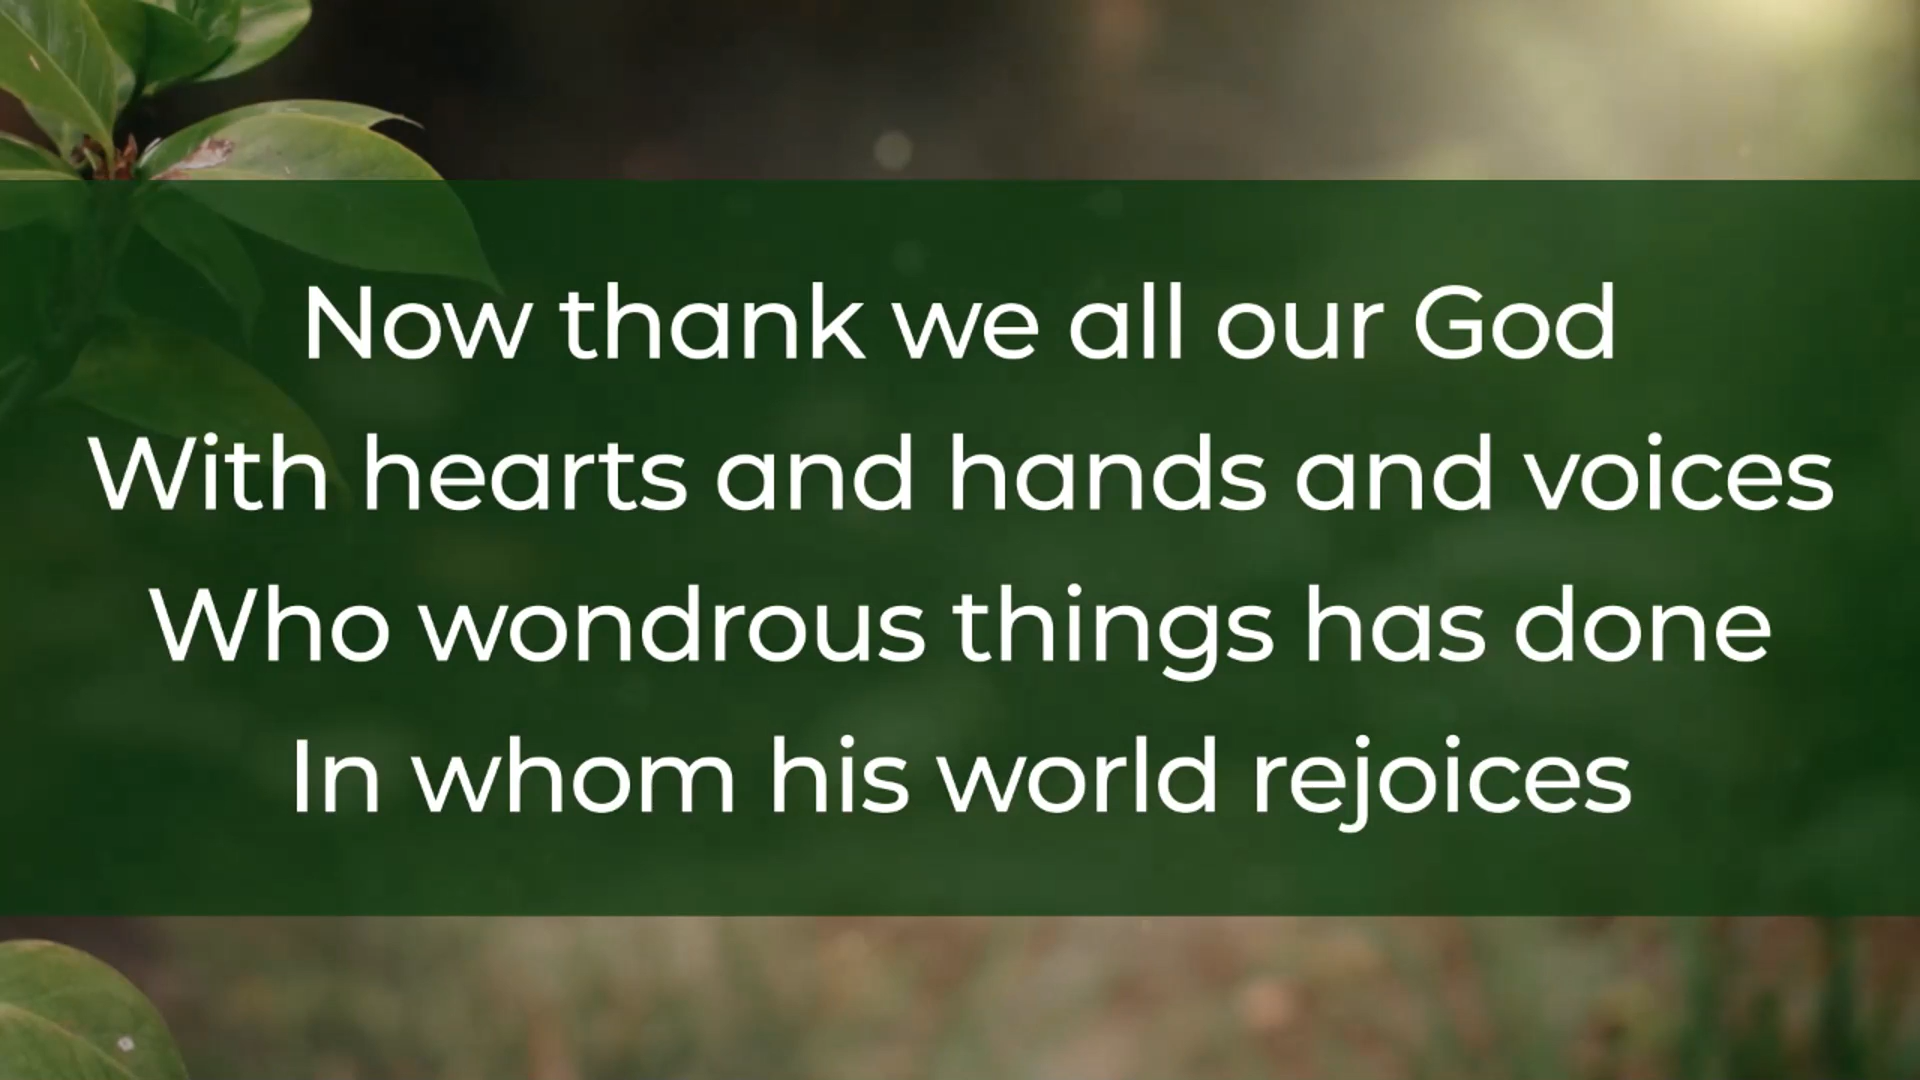 Now thank we all our God
With hearts and hands and voices
Who wondrous things has done
In whom his world rejoices